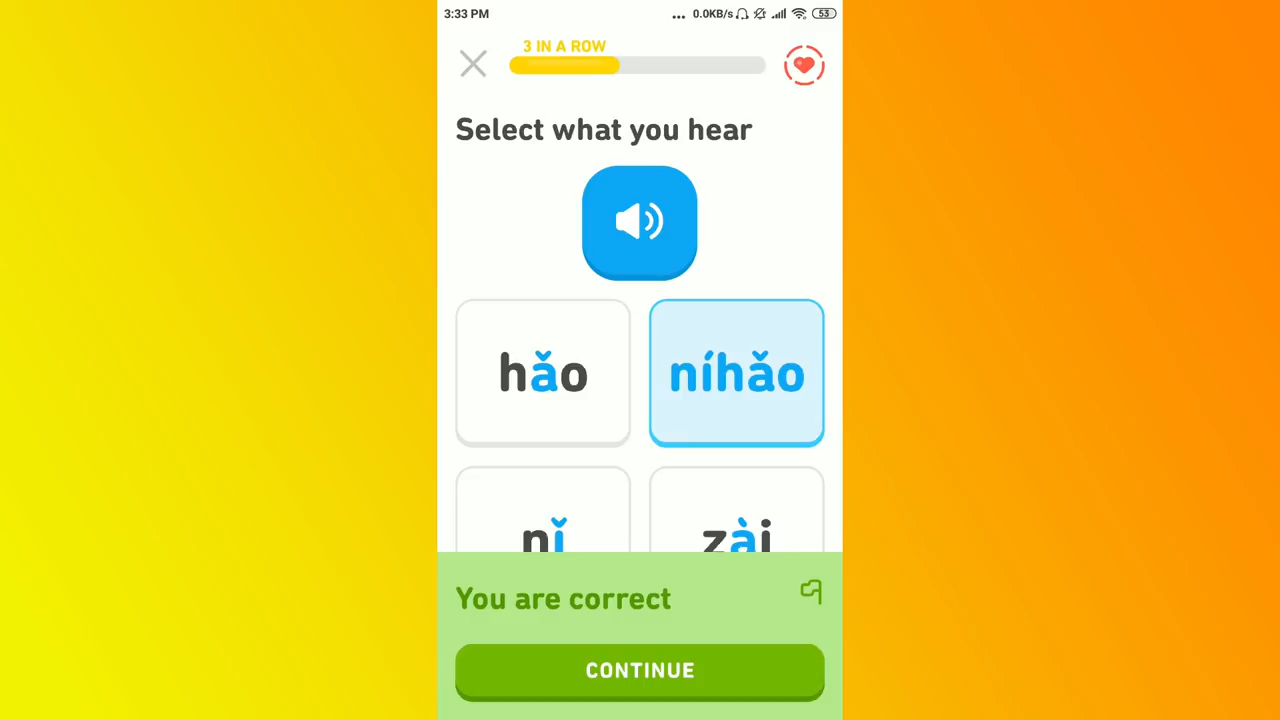 3:33 PM ... 0.0KB/s 53
3 IN A ROW
Select what you hear
hǎo níhǎo
nǐ zài
You are correct
CONTINUE